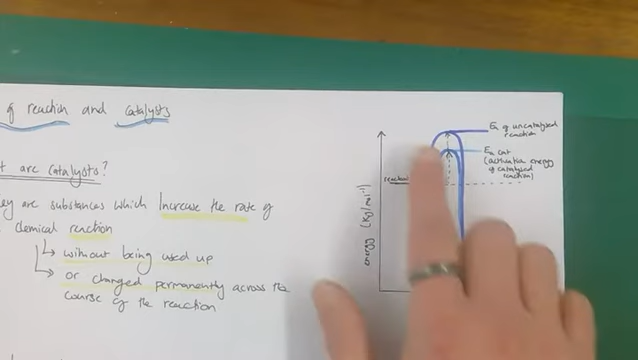 of reaction and catalysts
are catalysts?
are substances which Increase the rate of
chemical reaction
without being used up
or changed permanently across the
course of the reaction
Ea of uncatalysed
reaction
Ea cat
(activation energy
of catalysed
reaction)
energy (kJ/mol⁻¹)